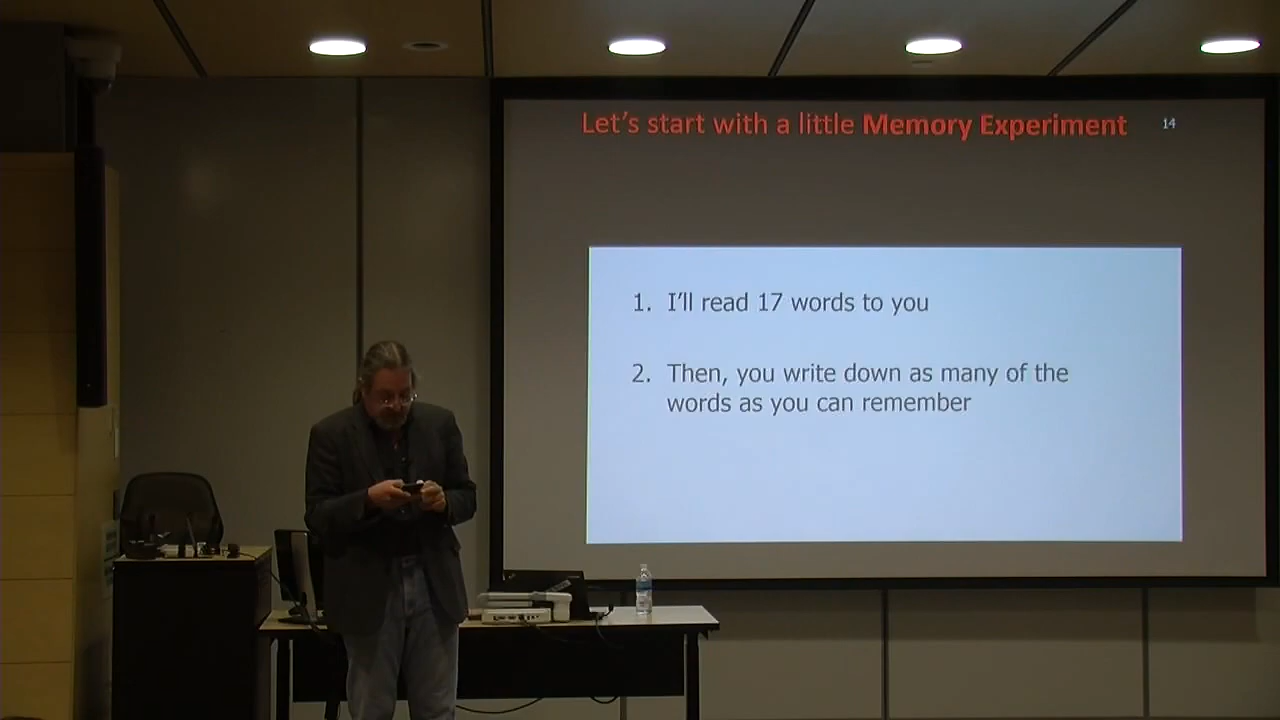 Let's start with a little Memory Experiment
14
1. I'll read 17 words to you
2. Then, you write down as many of the
words as you can remember